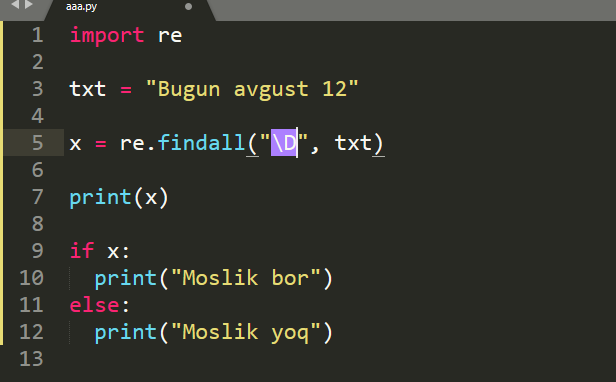 aaa.py
1 import re
2
3 txt = "Bugun avgust 12"
4
5 x = re.findall("\D", txt)
6
7 print(x)
8
9 if x:
10   print("Moslik bor")
11 else:
12   print("Moslik yoq")
13